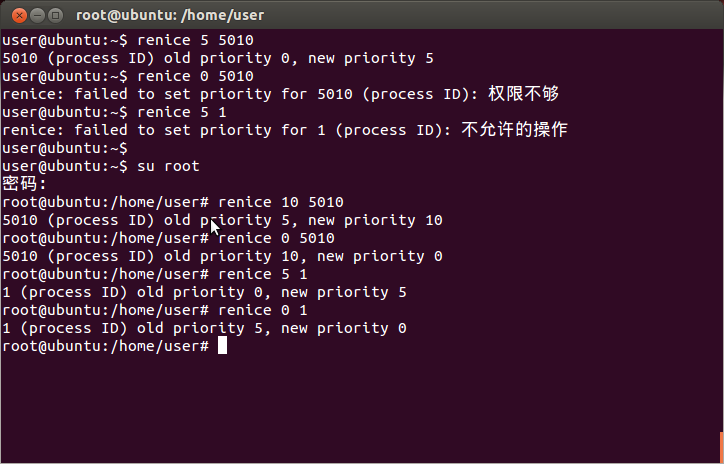 root@ubuntu: /home/user
user@ubuntu:~$ renice 5 5010
5010 (process ID) old priority 0, new priority 5
user@ubuntu:~$ renice 0 5010
renice: failed to set priority for 5010 (process ID): 权限不够
user@ubuntu:~$ renice 5 1
renice: failed to set priority for 1 (process ID): 不允许的操作
user@ubuntu:~$
user@ubuntu:~$ su root
密码:
root@ubuntu:/home/user# renice 10 5010
5010 (process ID) old priority 5, new priority 10
root@ubuntu:/home/user# renice 0 5010
5010 (process ID) old priority 10, new priority 0
root@ubuntu:/home/user# renice 5 1
1 (process ID) old priority 0, new priority 5
root@ubuntu:/home/user# renice 0 1
1 (process ID) old priority 5, new priority 0
root@ubuntu:/home/user#